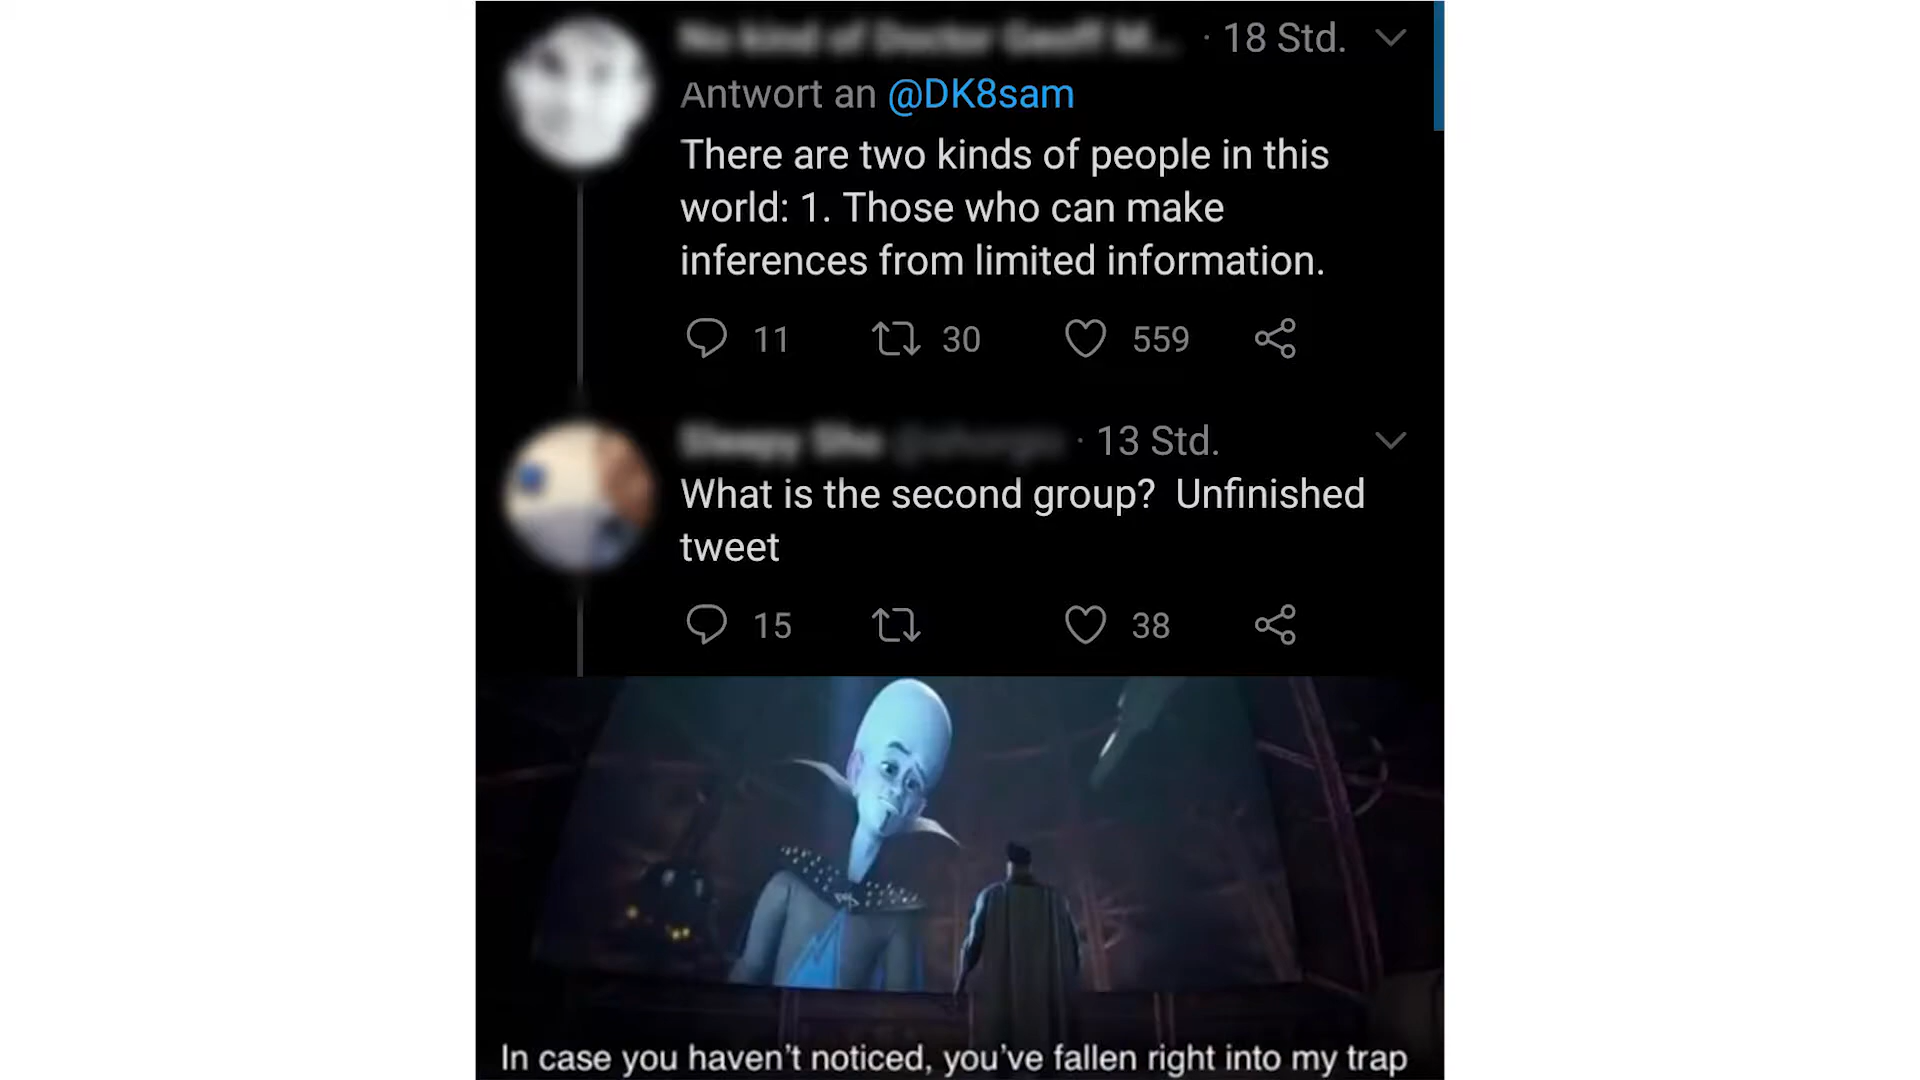 · 18 Std.
Antwort an @DK8sam
There are two kinds of people in this
world: 1. Those who can make
inferences from limited information.
11 30 559
· 13 Std.
What is the second group? Unfinished
tweet
15 38
In case you haven't noticed, you've fallen right into my trap